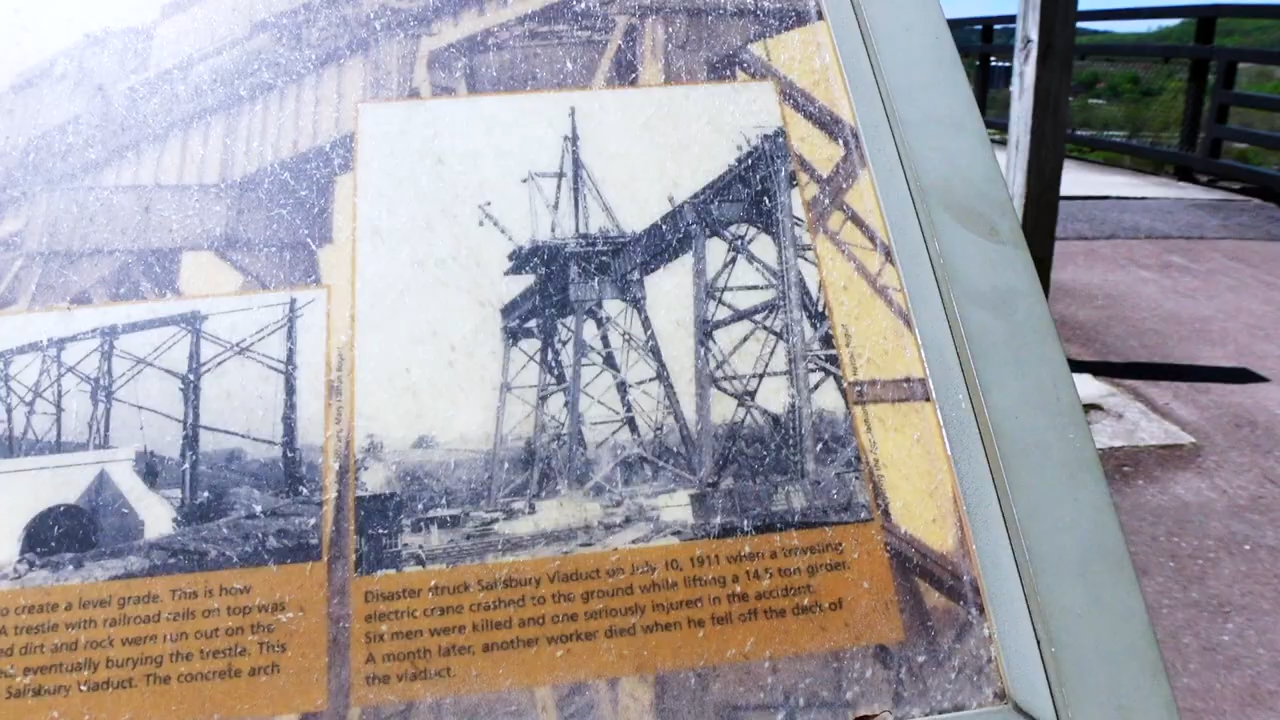 o create a level grade. This is how
A trestle with railroad rails on top was
ed dirt and rock were run out on the
eventually burying the trestle. This
Salisbury Viaduct. The concrete arch
Disaster struck Salisbury Viaduct on July 10, 1911 when a traveling
electric crane crashed to the ground while lifting a 14.5 ton girder.
Six men were killed and one seriously injured in the accident.
A month later, another worker died when he fell off the deck of
the viaduct.